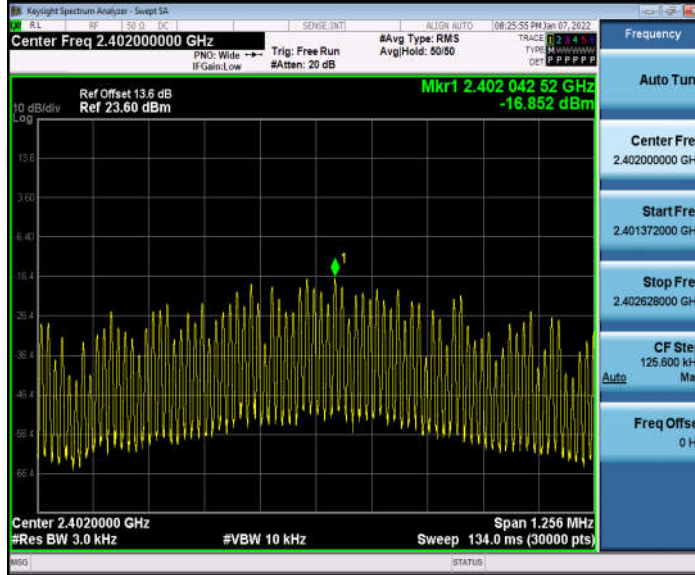 Keysight Spectrum Analyzer - Swept SA
RL RF 50 Ω DC SENSE:INT ALIGN AUTO 08:25:55 PM Jan 07, 2022
Center Freq 2.402000000 GHz
PNO: Wide
IFGain:Low
Trig: Free Run
#Atten: 20 dB
#Avg Type: RMS
Avg|Hold: 50/50
TRACE 1 2 3 4 5 6
TYPE M WWWWW
DET P P P P P P
Frequency
Auto Tun
Center Fre
2.402000000 GH
Start Fre
2.401372000 GH
Stop Fre
2.402628000 GH
CF Ste
125.600 kH
Auto Ma
Freq Offse
0 H
Mkr1 2.402 042 52 GHz
-16.852 dBm
Ref Offset 13.6 dB
10 dB/div Ref 23.60 dBm
Log
13.6
3.60
-6.40
-16.4
-26.4
-36.4
-46.4
-56.4
-66.4
1
Center 2.4020000 GHz Span 1.256 MHz
#Res BW 3.0 kHz #VBW 10 kHz Sweep 134.0 ms (30000 pts)
MSG STATUS